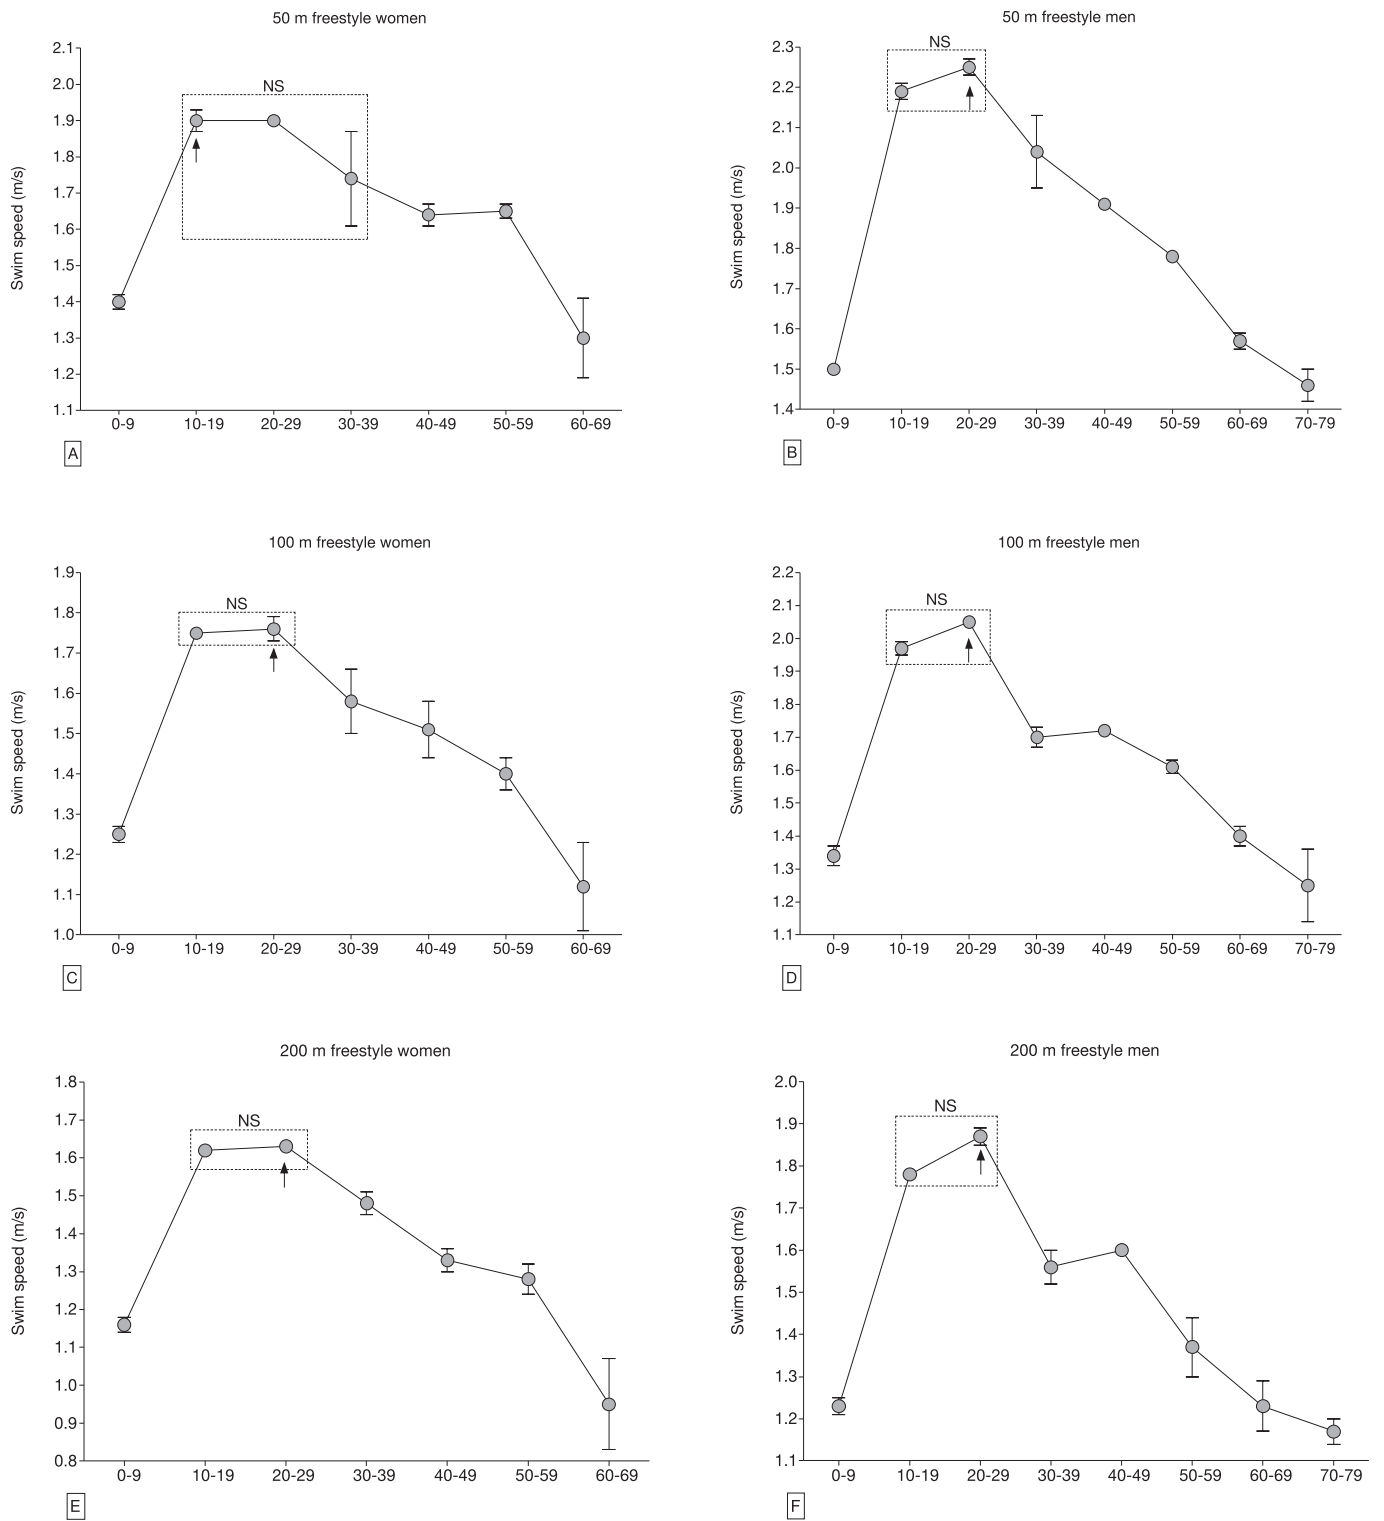 50 m freestyle women
NS
2.1
2.0
1.9
1.8
1.7
1.6
1.5
1.4
1.3
1.2
1.1
Swim speed (m/s)
0-9 10-19 20-29 30-39 40-49 50-59 60-69
A
50 m freestyle men
NS
2.3
2.2
2.1
2.0
1.9
1.8
1.7
1.6
1.5
1.4
Swim speed (m/s)
0-9 10-19 20-29 30-39 40-49 50-59 60-69 70-79
B
100 m freestyle women
NS
1.9
1.8
1.7
1.6
1.5
1.4
1.3
1.2
1.1
1.0
Swim speed (m/s)
0-9 10-19 20-29 30-39 40-49 50-59 60-69
C
100 m freestyle men
NS
2.2
2.1
2.0
1.9
1.8
1.7
1.6
1.5
1.4
1.3
1.2
1.1
Swim speed (m/s)
0-9 10-19 20-29 30-39 40-49 50-59 60-69 70-79
D
200 m freestyle women
NS
1.8
1.7
1.6
1.5
1.4
1.3
1.2
1.1
1.0
0.9
0.8
Swim speed (m/s)
0-9 10-19 20-29 30-39 40-49 50-59 60-69
E
200 m freestyle men
NS
2.0
1.9
1.8
1.7
1.6
1.5
1.4
1.3
1.2
1.1
Swim speed (m/s)
0-9 10-19 20-29 30-39 40-49 50-59 60-69 70-79
F